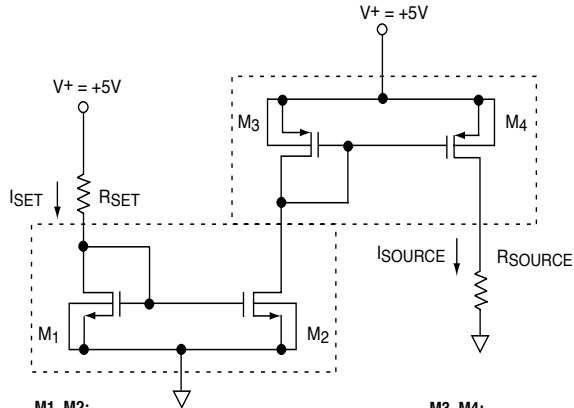 V+ = +5V
V+ = +5V
M3
M4
ISET
RSET
ISOURCE
RSOURCE
M1
M2
M1, M2:
M3, M4: